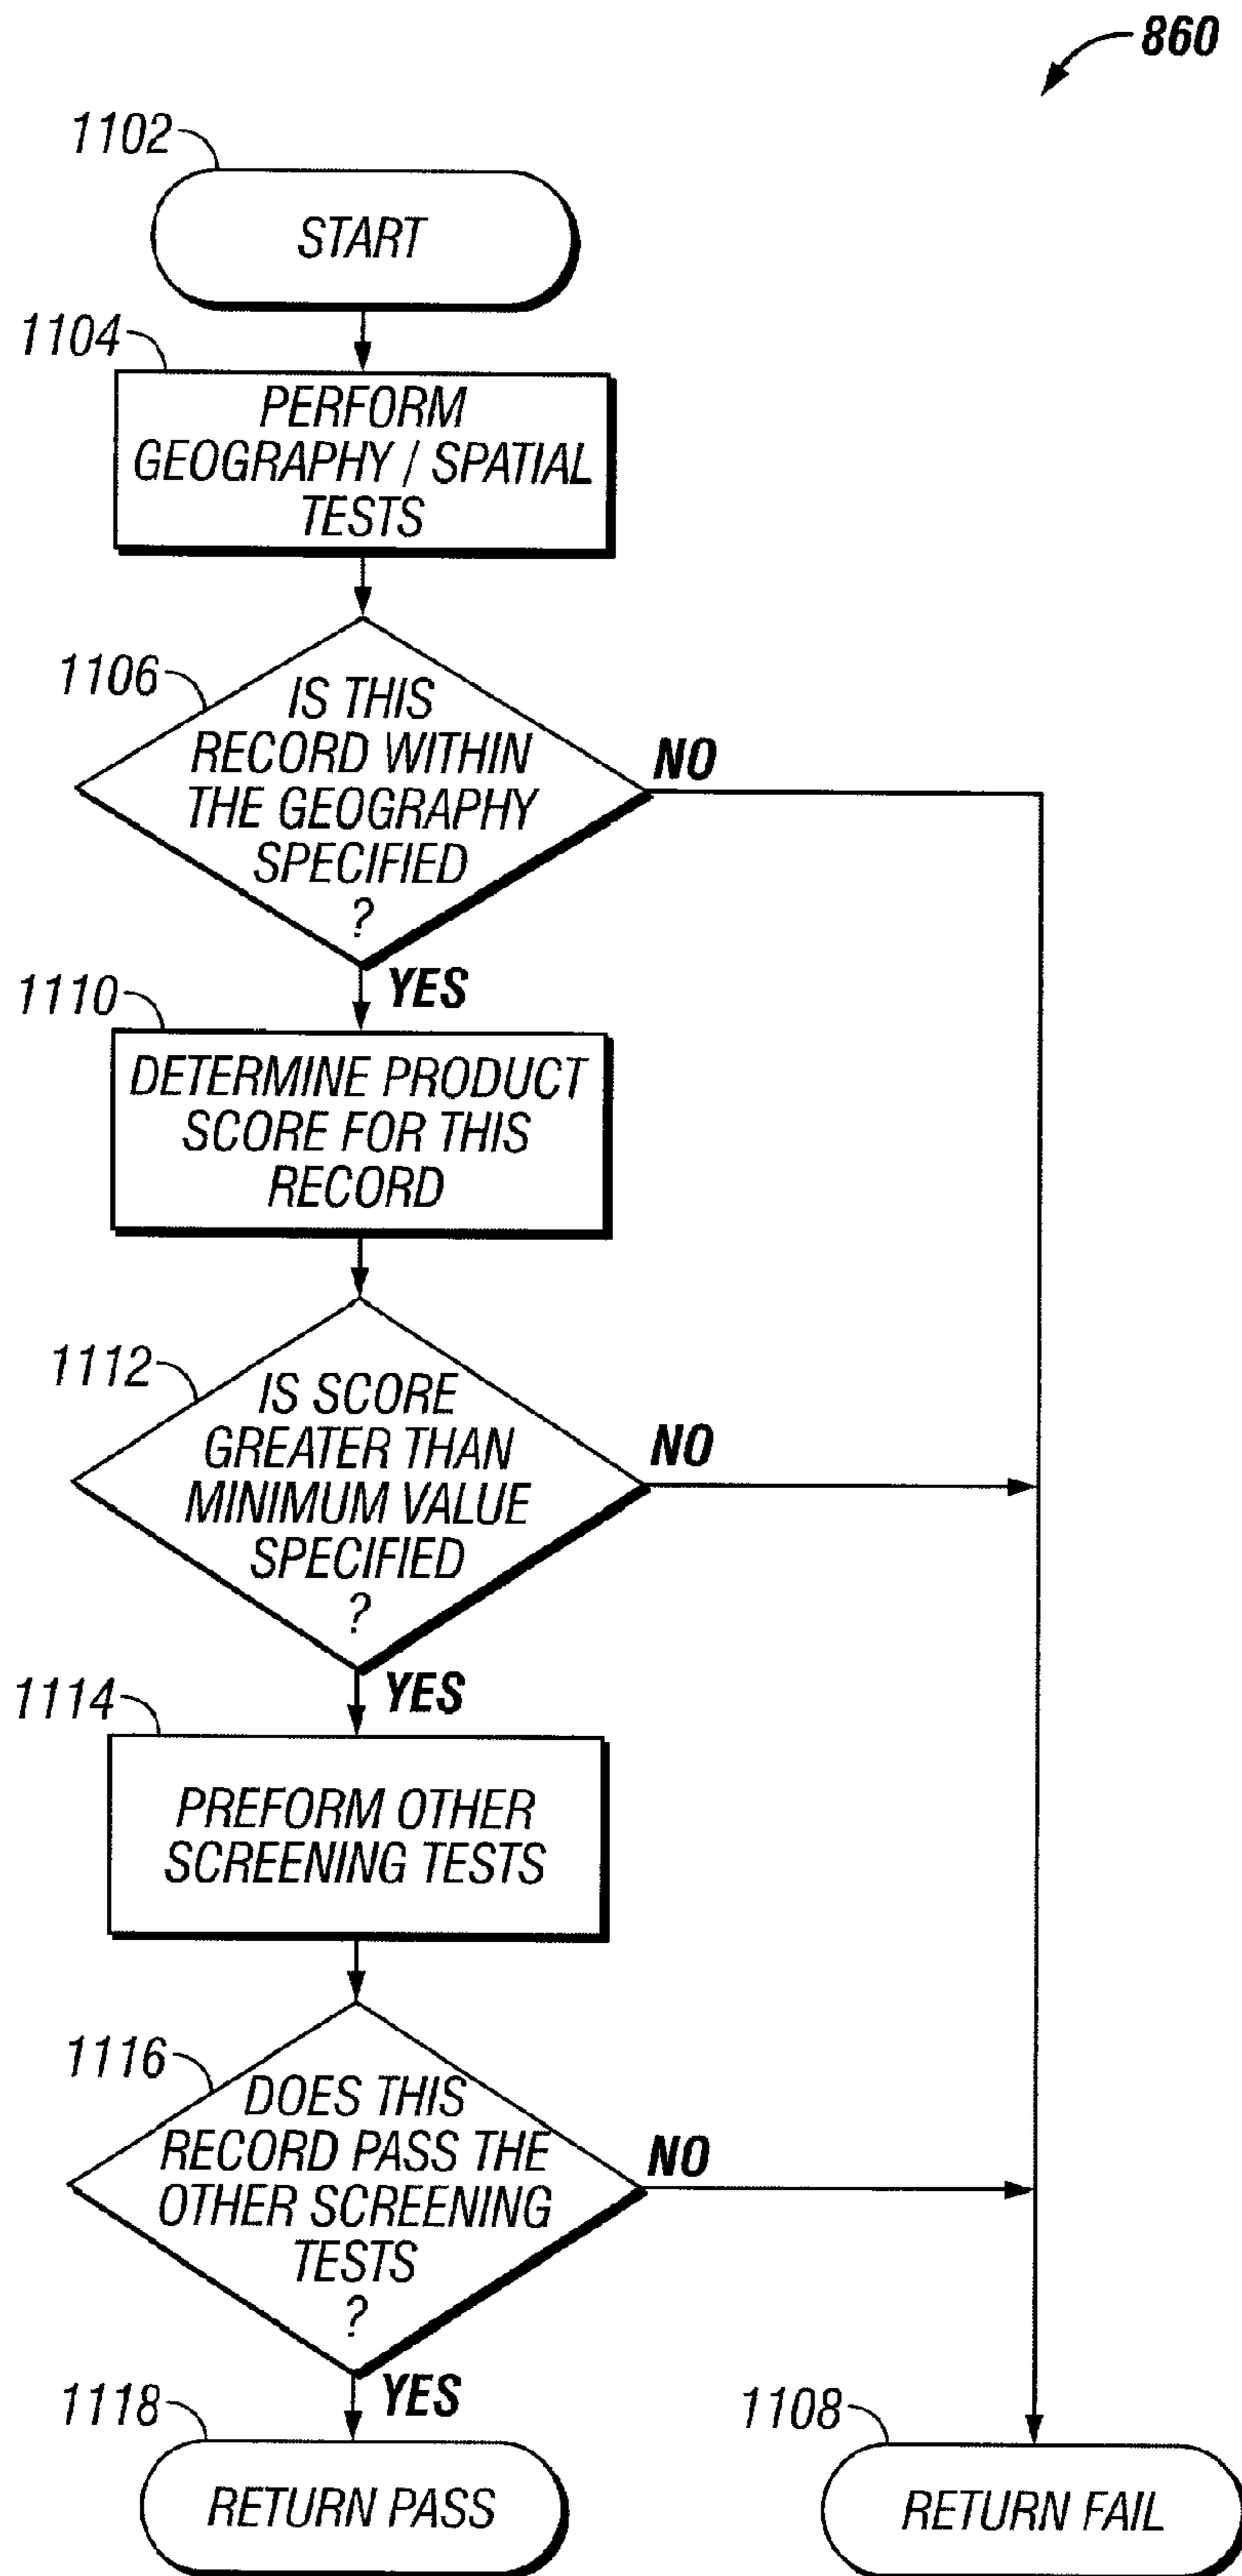 860
1102
START
1104
PERFORM
GEOGRAPHY / SPATIAL
TESTS
1106
IS THIS
RECORD WITHIN
THE GEOGRAPHY
SPECIFIED
?
NO
YES
1110
DETERMINE PRODUCT
SCORE FOR THIS
RECORD
1112
IS SCORE
GREATER THAN
MINIMUM VALUE
SPECIFIED
?
NO
YES
1114
PREFORM OTHER
SCREENING TESTS
1116
DOES THIS
RECORD PASS THE
OTHER SCREENING
TESTS
?
NO
YES
1118
RETURN PASS
1108
RETURN FAIL